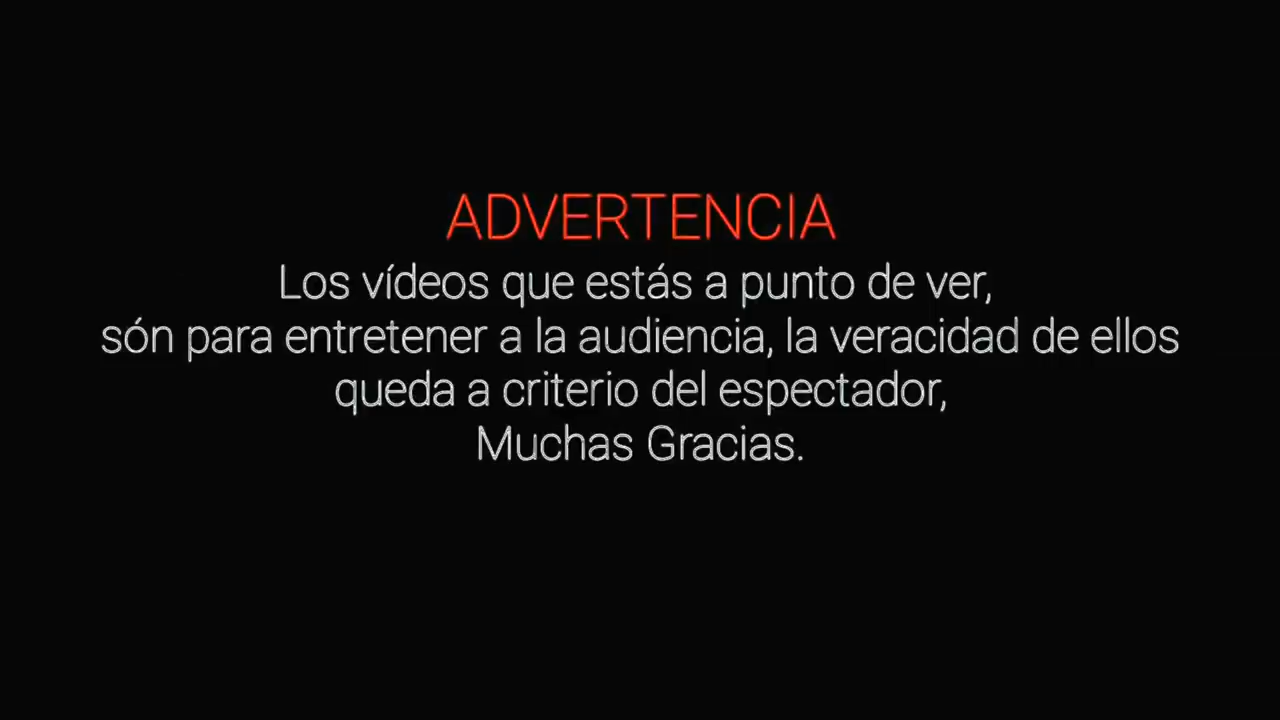 ADVERTENCIA
Los vídeos que estás a punto de ver,
són para entretener a la audiencia, la veracidad de ellos
queda a criterio del espectador,
Muchas Gracias.